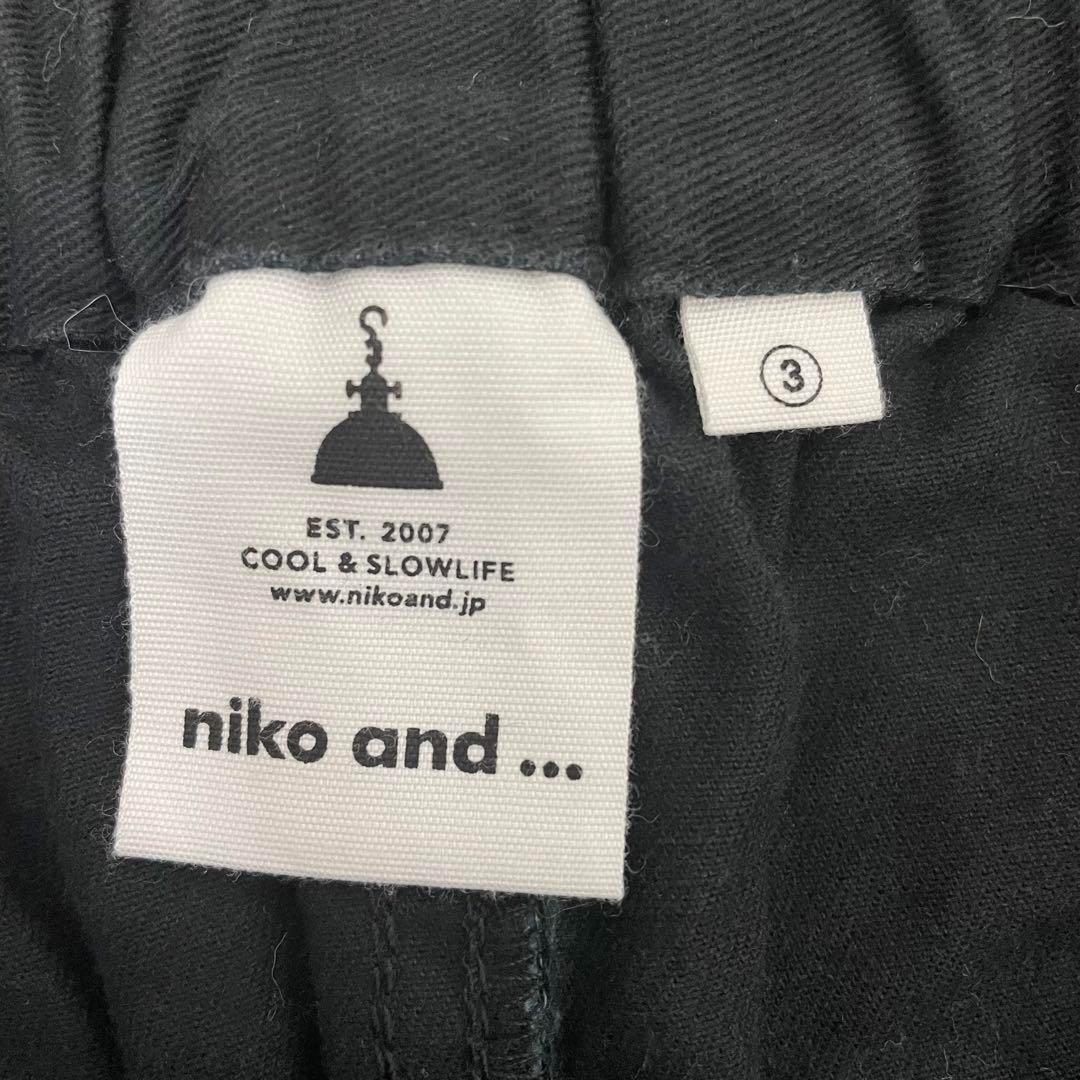 EST. 2007
COOL & SLOWLIFE
www.nikoand.jp
niko and ...
③